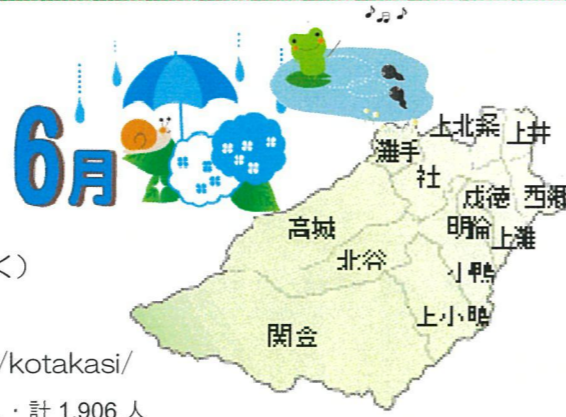 6月
上北条
上井
灘手
社
成徳
西郷
高城
明倫
上灘
北谷
小鴨
く）
上小鴨
関金
/kotakasi/
・計 1,906 人